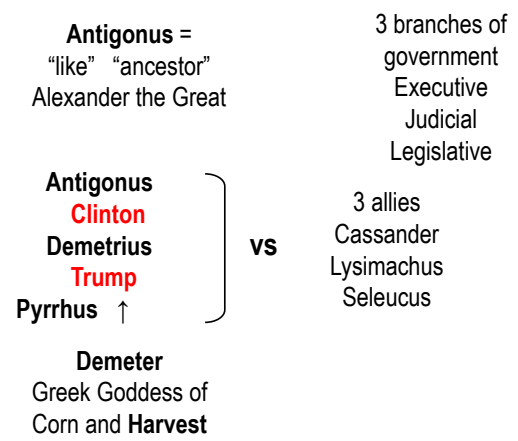 Antigonus =
“like” “ancestor”
Alexander the Great
3 branches of
government
Executive
Judicial
Legislative
Antigonus
Clinton
Demetrius
Trump
Pyrrhus ↑
vs
3 allies
Cassander
Lysimachus
Seleucus
Demeter
Greek Goddess of
Corn and Harvest